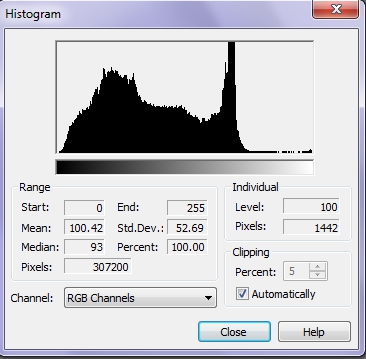 Histogram
Range
Start: 0 End: 255
Mean: 100.42 Std.Dev.: 52.69
Median: 93 Percent: 100.00
Pixels: 307200
Individual
Level: 100
Pixels: 1442
Clipping
Percent: 5
Automatically
Channel: RGB Channels
Close Help